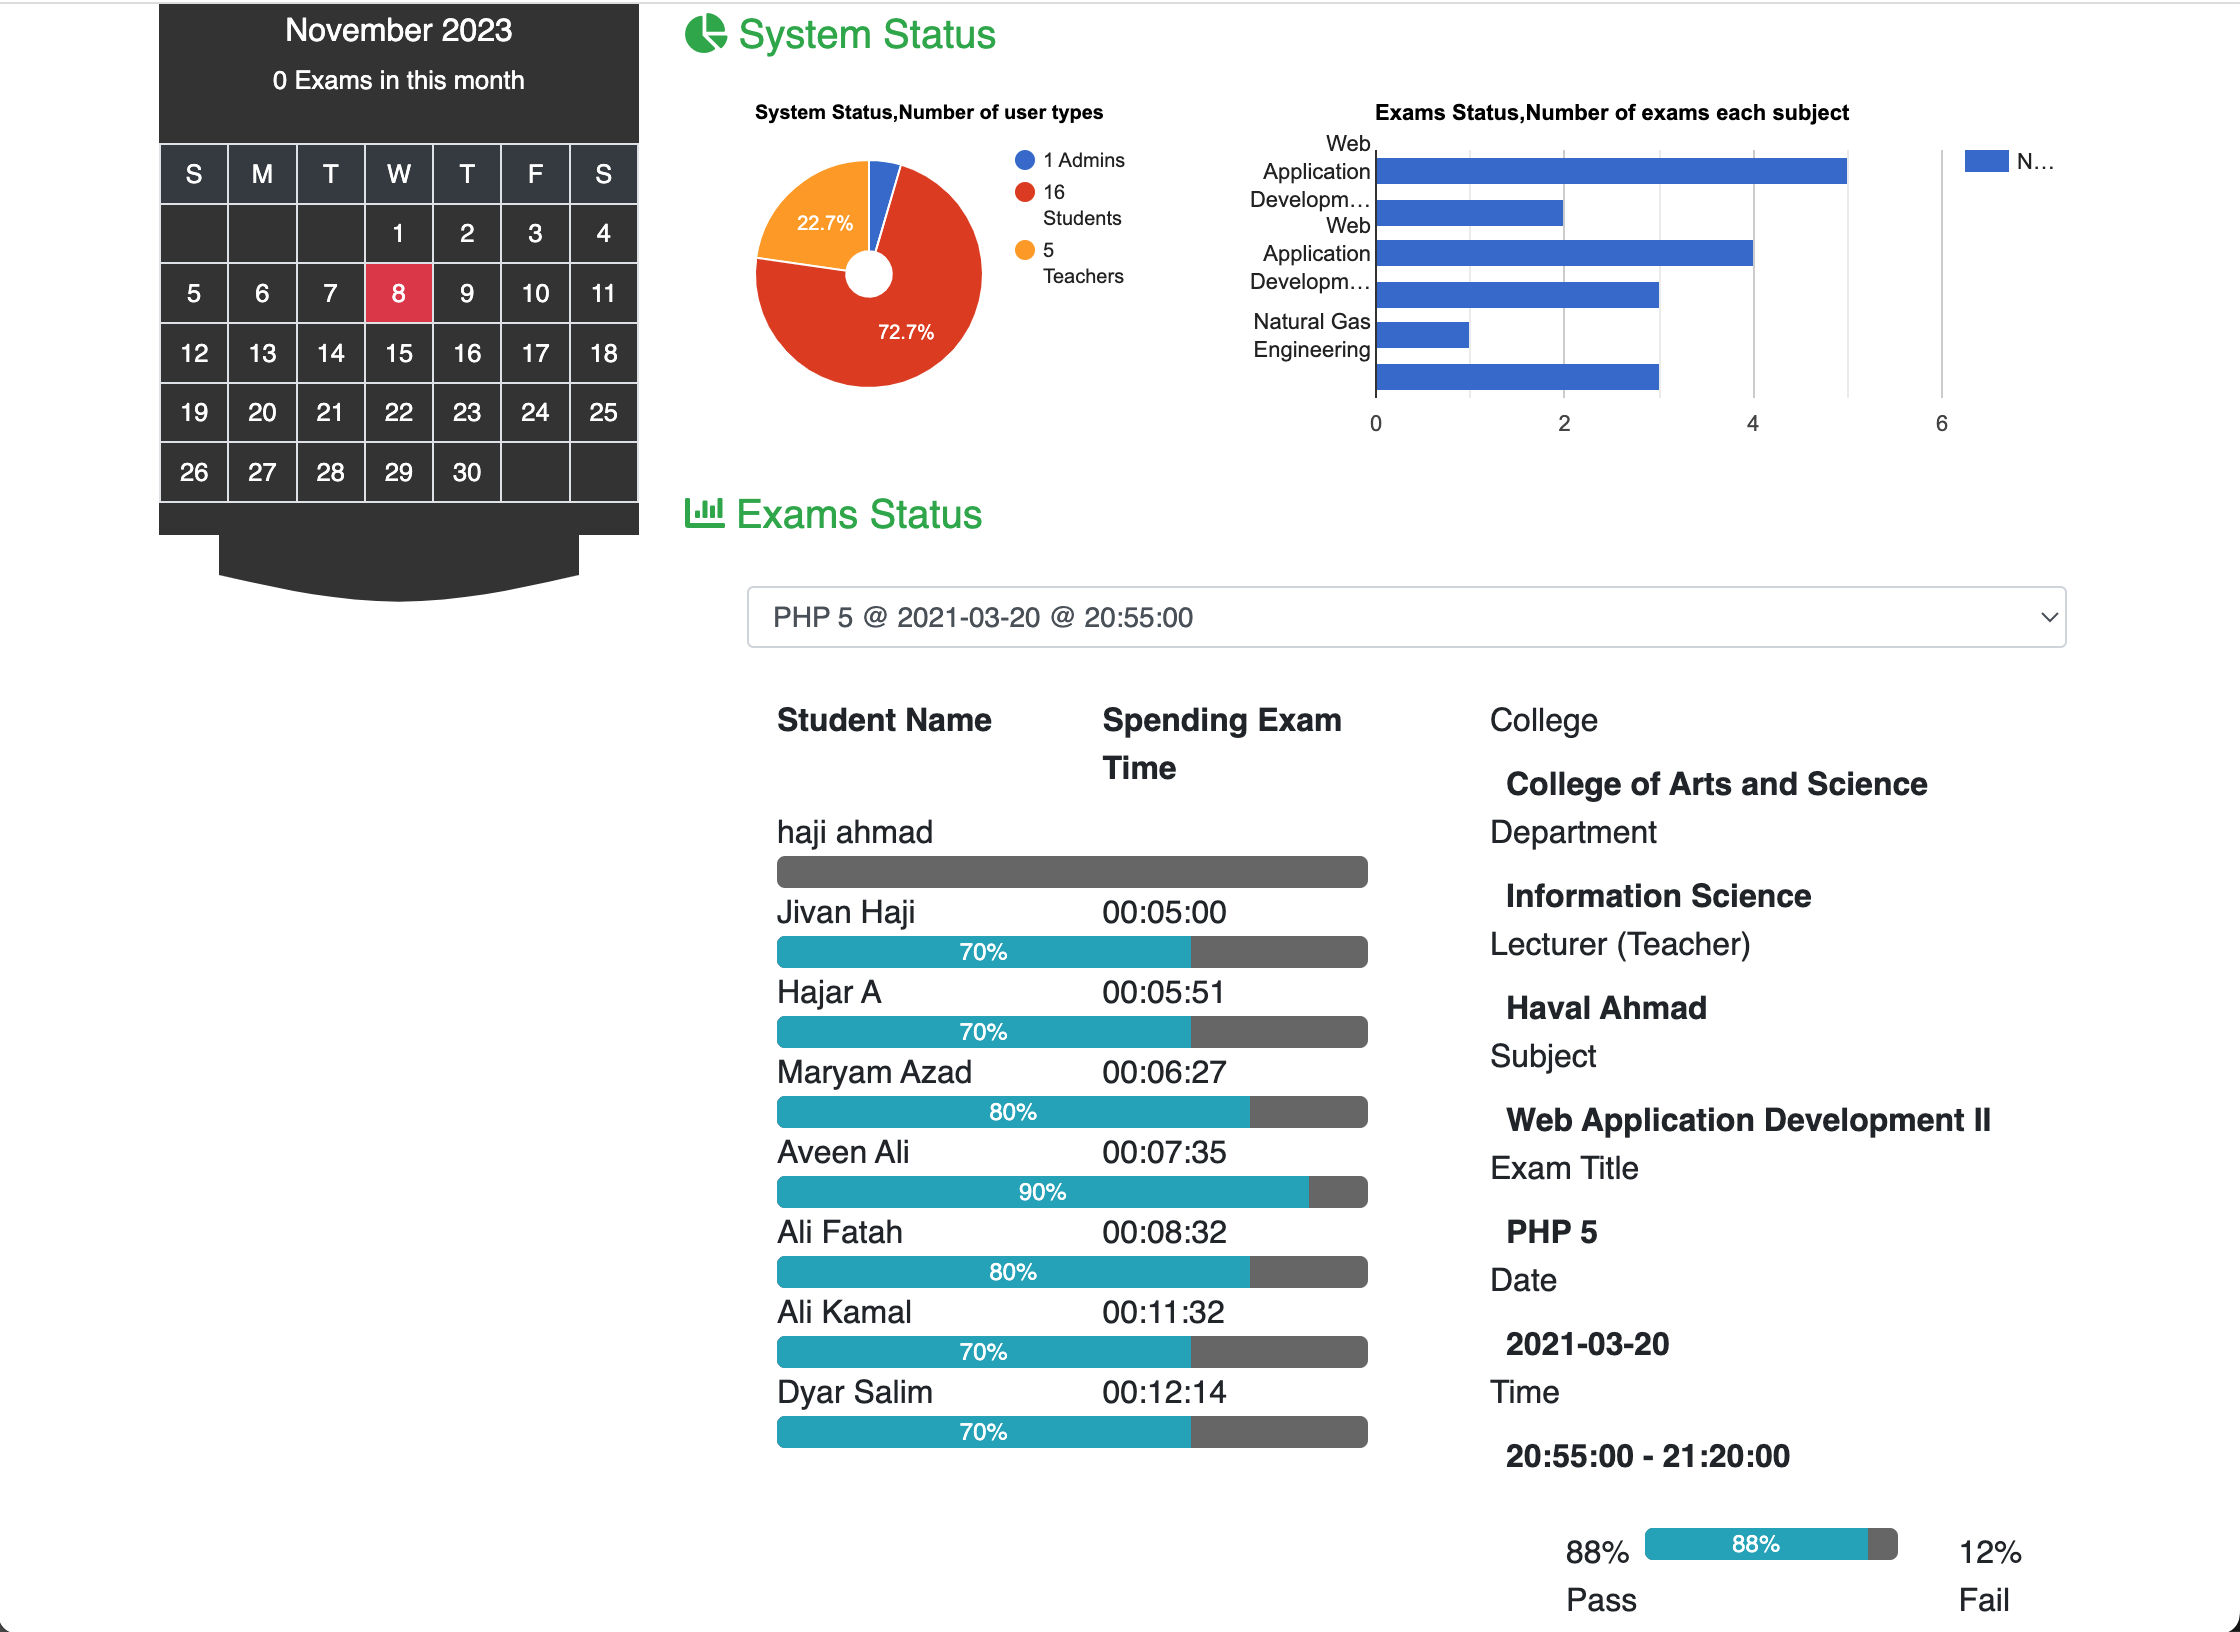 November 2023
0 Exams in this month
S M T W T F S
1 2 3 4
5 6 7 8 9 10 11
12 13 14 15 16 17 18
19 20 21 22 23 24 25
26 27 28 29 30
System Status
System Status,Number of user types
22.7%
72.7%
1 Admins
16
Students
5
Teachers
Exams Status,Number of exams each subject
Web
Application
Developm...
Web
Application
Developm...
Natural Gas
Engineering
0 2 4 6
N...
Exams Status
PHP 5 @ 2021-03-20 @ 20:55:00
Student Name Spending Exam
Time
haji ahmad
Jivan Haji 00:05:00
70%
Hajar A 00:05:51
70%
Maryam Azad 00:06:27
80%
Aveen Ali 00:07:35
90%
Ali Fatah 00:08:32
80%
Ali Kamal 00:11:32
70%
Dyar Salim 00:12:14
70%
College
College of Arts and Science
Department
Information Science
Lecturer (Teacher)
Haval Ahmad
Subject
Web Application Development II
Exam Title
PHP 5
Date
2021-03-20
Time
20:55:00 - 21:20:00
88% 88% 12%
Pass Fail